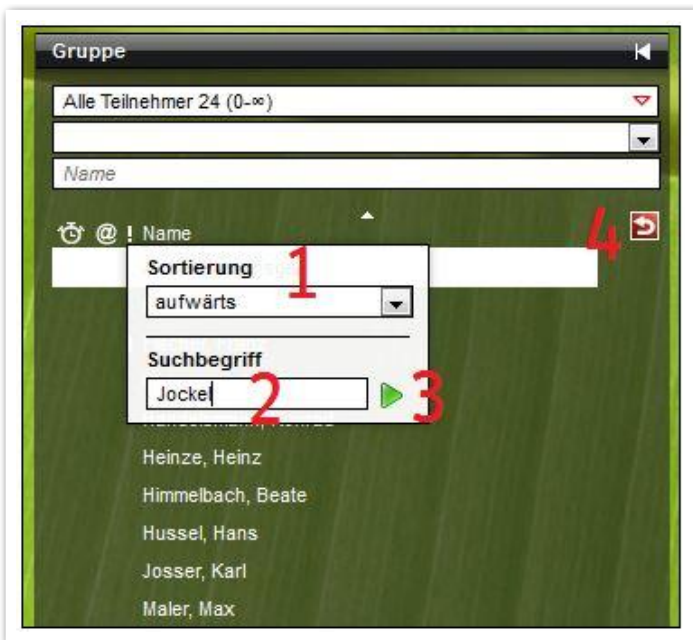 Gruppe
Alle Teilnehmer 24 (0-∞)
Name
4
@ ! Name
Sortierung
1
aufwärts
Suchbegriff
Jockel
2
3
Heinze, Heinz
Himmelbach, Beate
Hussel, Hans
Josser, Karl
Maler, Max